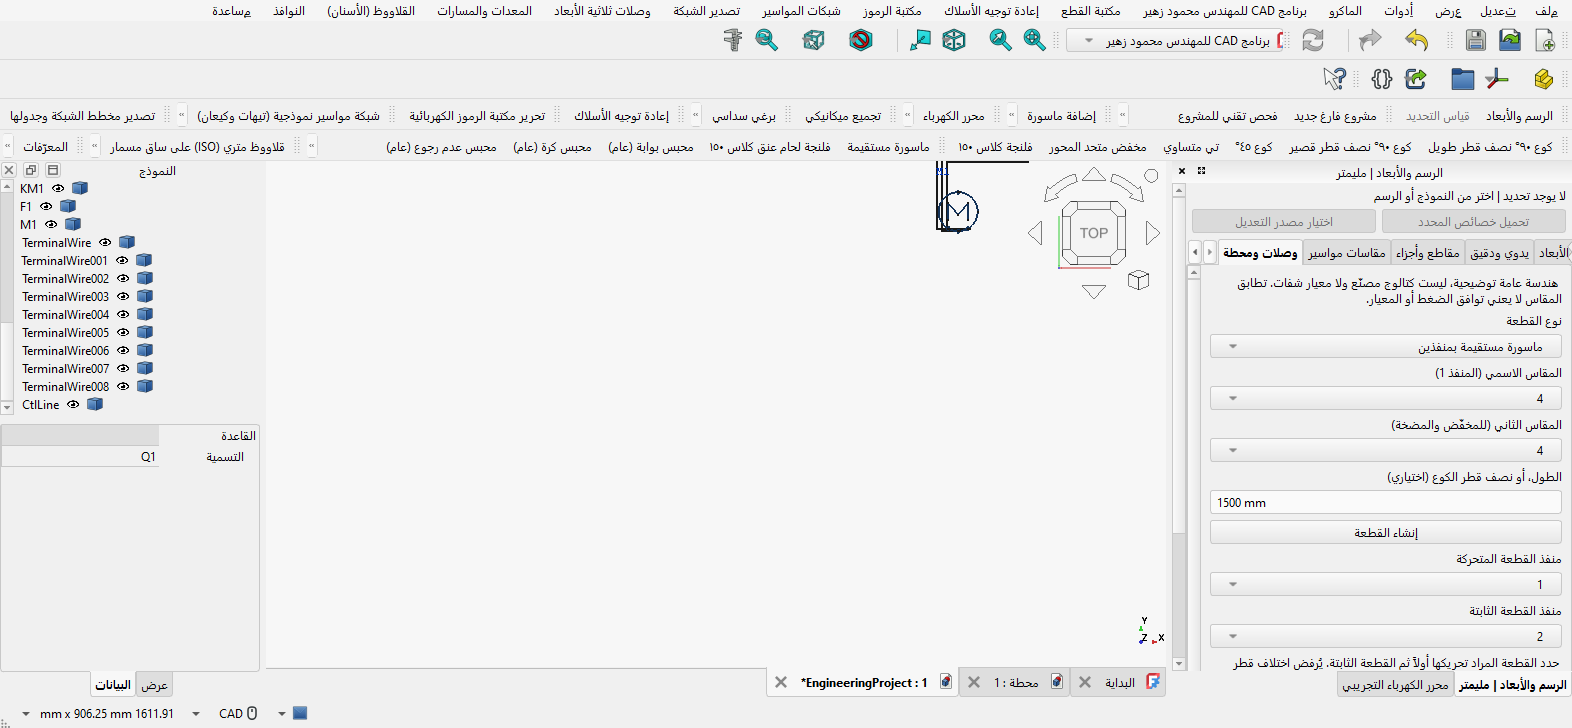 ملف تعديل عرض أدوات الماكرو برنامج CAD للمهندس محمود زهير مكتبة القطع إعادة توجيه الأسلاك مكتبة الرموز شبكات المواسير تصدير الشبكة وصلات ثلاثية الأبعاد المعدات والمسارات القلاووظ (الأسنان) النوافذ مساعدة
برنامج CAD للمهندس محمود زهير
الرسم والأبعاد قياس التحديد مشروع فارغ جديد فحص تقني للمشروع « إضافة ماسورة « محرر الكهرباء « تجميع ميكانيكي برغي سداسي « إعادة توجيه الأسلاك تحرير مكتبة الرموز الكهربائية شبكة مواسير نموذجية (تيهات وكيعان) « تصدير مخطط الشبكة وجدولها
كوع ٩٠° نصف قطر طويل كوع ٩٠° نصف قطر قصير كوع ٤٥° تي متساوي مخفض متحد المحور فلنجة كلاس ١٥٠ ماسورة مستقيمة فلنجة لحام عنق كلاس ١٥٠ محبس بوابة (عام) محبس كرة (عام) محبس عدم رجوع (عام) « قلاووظ متري (ISO) على ساق مسمار « المعرّفات «
النموذج
KM1
F1
M1
TerminalWire
TerminalWire001
TerminalWire002
TerminalWire003
TerminalWire004
TerminalWire005
TerminalWire006
TerminalWire007
TerminalWire008
CtlLine
القاعدة
التسمية Q1
عرض البيانات
M
TOP
Y
Z X
الرسم والأبعاد | مليمتر
لا يوجد تحديد | اختر من النموذج أو الرسم
تحميل خصائص المحدد اختيار مصدر التعديل
الأبعاد يدوي ودقيق مقاطع وأجزاء مقاسات مواسير وصلات ومحطة
هندسة عامة توضيحية، ليست كتالوج مصنّع ولا معيار شفات. تطابق
المقاس لا يعني توافق الضغط أو المعيار.
نوع القطعة
ماسورة مستقيمة بمنفذين
المقاس الاسمي (المنفذ 1)
4
المقاس الثاني (للمخفّض والمضخة)
4
الطول، أو نصف قطر الكوع (اختياري)
1500 mm
إنشاء القطعة
منفذ القطعة المتحركة
1
منفذ القطعة الثابتة
2
حدد القطعة المراد تحريكها أولاً ثم القطعة الثابتة. يُرفض اختلاف قطر
الرسم والأبعاد | مليمتر محرر الكهرباء التجريبي
البداية محطة : 1 EngineeringProject : 1*
mm x 906.25 mm 1611.91 CAD